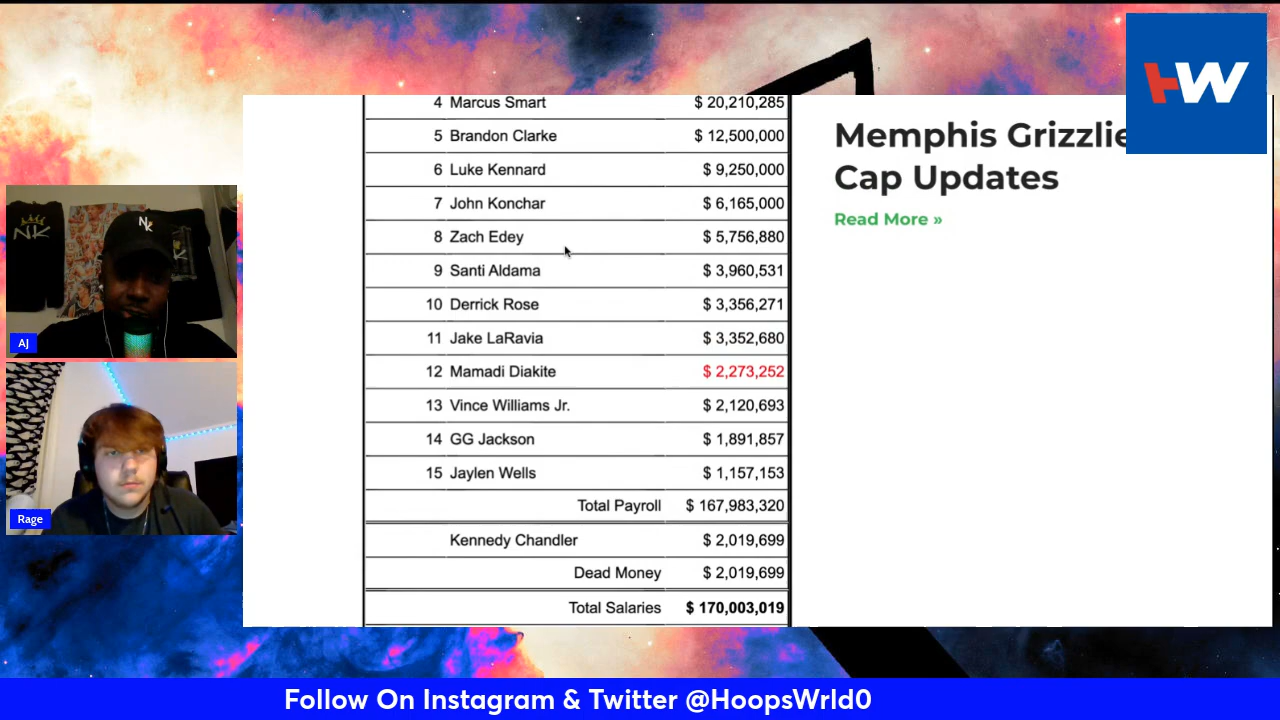 HW
4 Marcus Smart $ 20,210,285
5 Brandon Clarke $ 12,500,000
6 Luke Kennard $ 9,250,000
7 John Konchar $ 6,165,000
8 Zach Edey $ 5,756,880
9 Santi Aldama $ 3,960,531
10 Derrick Rose $ 3,356,271
11 Jake LaRavia $ 3,352,680
12 Mamadi Diakite $ 2,273,252
13 Vince Williams Jr. $ 2,120,693
14 GG Jackson $ 1,891,857
15 Jaylen Wells $ 1,157,153
Total Payroll $ 167,983,320
Kennedy Chandler $ 2,019,699
Dead Money $ 2,019,699
Total Salaries $ 170,003,019
Memphis Grizzlie
Cap Updates
Read More »
NK
NK
AJ
Rage
Follow On Instagram & Twitter @HoopsWrld0